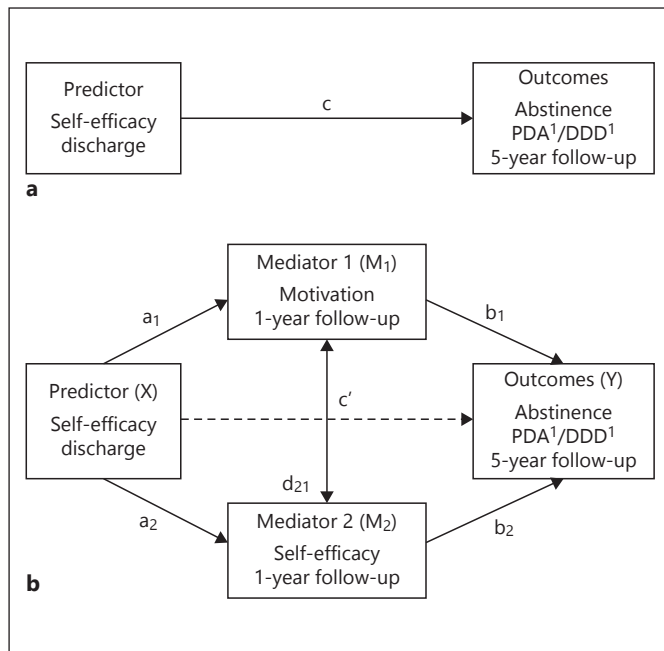 Predictor
Self-efficacy
discharge
c
Outcomes
Abstinence
PDA¹/DDD¹
5-year follow-up
a
Mediator 1 (M₁)
Motivation
1-year follow-up
a₁
b₁
Predictor (X)
Self-efficacy
discharge
c′
Outcomes (Y)
Abstinence
PDA¹/DDD¹
5-year follow-up
d₂₁
a₂
b₂
Mediator 2 (M₂)
Self-efficacy
1-year follow-up
b